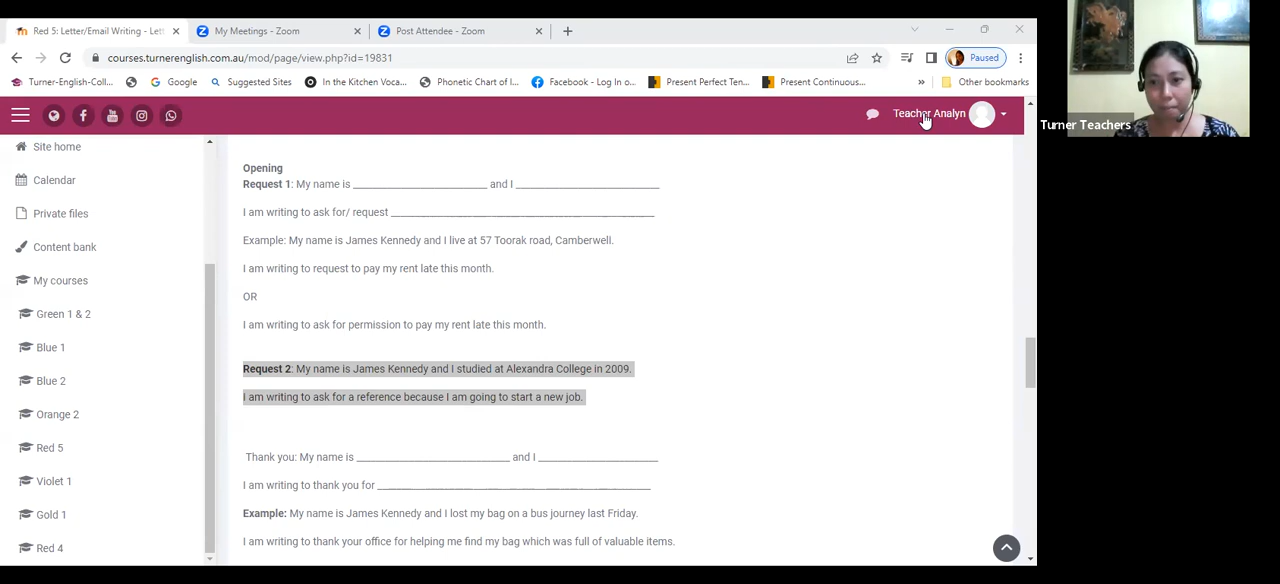 Red 5: Letter/Email Writing - Lett
My Meetings - Zoom
Post Attendee - Zoom
courses.turnerenglish.com.au/mod/page/view.php?id=19831
Paused
Turner-English-Coll...
Google
Suggested Sites
In the Kitchen Voca...
Phonetic Chart of I...
Facebook - Log In o...
Present Perfect Ten...
Present Continuous...
»
Other bookmarks
Teacher Analyn
Turner Teachers
Site home
Calendar
Private files
Content bank
My courses
Green 1 & 2
Blue 1
Blue 2
Orange 2
Red 5
Violet 1
Gold 1
Red 4
Opening
Request 1: My name is ________________________ and I __________________________
I am writing to ask for/ request ________________________________________________
Example: My name is James Kennedy and I live at 57 Toorak road, Camberwell.
I am writing to request to pay my rent late this month.
OR
I am writing to ask for permission to pay my rent late this month.
Request 2: My name is James Kennedy and I studied at Alexandra College in 2009.
I am writing to ask for a reference because I am going to start a new job.
Thank you: My name is ___________________________ and I _____________________
I am writing to thank you for __________________________________________________
Example: My name is James Kennedy and I lost my bag on a bus journey last Friday.
I am writing to thank your office for helping me find my bag which was full of valuable items.